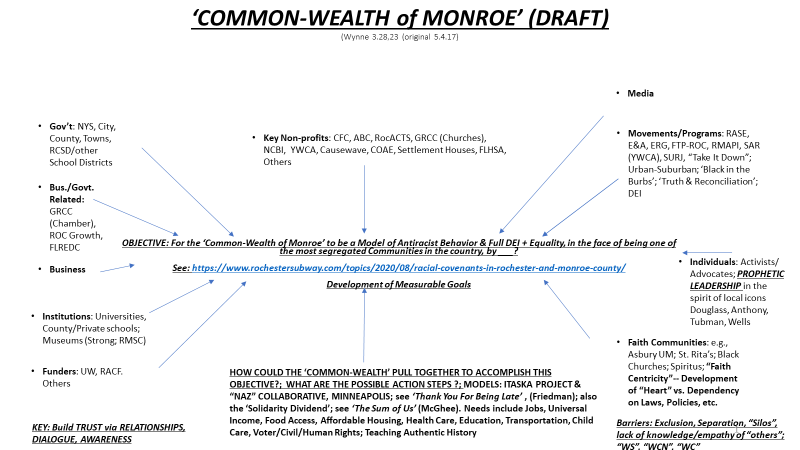 ‘COMMON-WEALTH of MONROE’ (DRAFT)
(Wynne 3.28.23 (original 5.4.17)
• Media
• Gov't: NYS, City,
County, Towns,
RCSD/other
School Districts
• Key Non-profits: CFC, ABC, RocACTS, GRCC (Churches),
NCBI, YWCA, Causewave, COAE, Settlement Houses, FLHSA,
Others
• Movements/Programs: RASE,
E&A, ERG, FTP-ROC, RMAPI, SAR
(YWCA), SURJ, “Take It Down”;
Urban-Suburban; ‘Black in the
Burbs’; ‘Truth & Reconciliation’;
DEI
• Bus./Govt.
Related:
GRCC
(Chamber),
ROC Growth,
FLREDC
OBJECTIVE: For the ‘Common-Wealth of Monroe’ to be a Model of Antiracist Behavior & Full DEI + Equality, in the face of being one of
the most segregated Communities in the country, by ___?
• Business
See: https://www.rochestersubway.com/topics/2020/08/racial-covenants-in-rochester-and-monroe-county/
Development of Measurable Goals
• Individuals: Activists/
Advocates; PROPHETIC
LEADERSHIP in the
spirit of local icons
Douglass, Anthony,
Tubman, Wells
• Institutions: Universities,
County/Private schools;
Museums (Strong; RMSC)
• Funders: UW, RACF.
Others
• Faith Communities: e.g.,
Asbury UM; St. Rita's; Black
Churches; Spiritus; “Faith
Centricity”-- Development
of “Heart” vs. Dependency
on Laws, Policies, etc.
HOW COULD THE ‘COMMON-WEALTH’ PULL TOGETHER TO ACCOMPLISH THIS
OBJECTIVE?; WHAT ARE THE POSSIBLE ACTION STEPS ?; MODELS: ITASKA PROJECT &
“NAZ” COLLABORATIVE, MINNEAPOLIS; see ‘Thank You For Being Late’ , (Friedman); also
the ‘Solidarity Dividend’; see ‘The Sum of Us’ (McGhee). Needs include Jobs, Universal
Income, Food Access, Affordable Housing, Health Care, Education, Transportation, Child
Care, Voter/Civil/Human Rights; Teaching Authentic History
KEY: Build TRUST via RELATIONSHIPS,
DIALOGUE, AWARENESS
Barriers: Exclusion, Separation, “Silos”,
lack of knowledge/empathy of “others”;
“WS”, “WCN”, “WC”